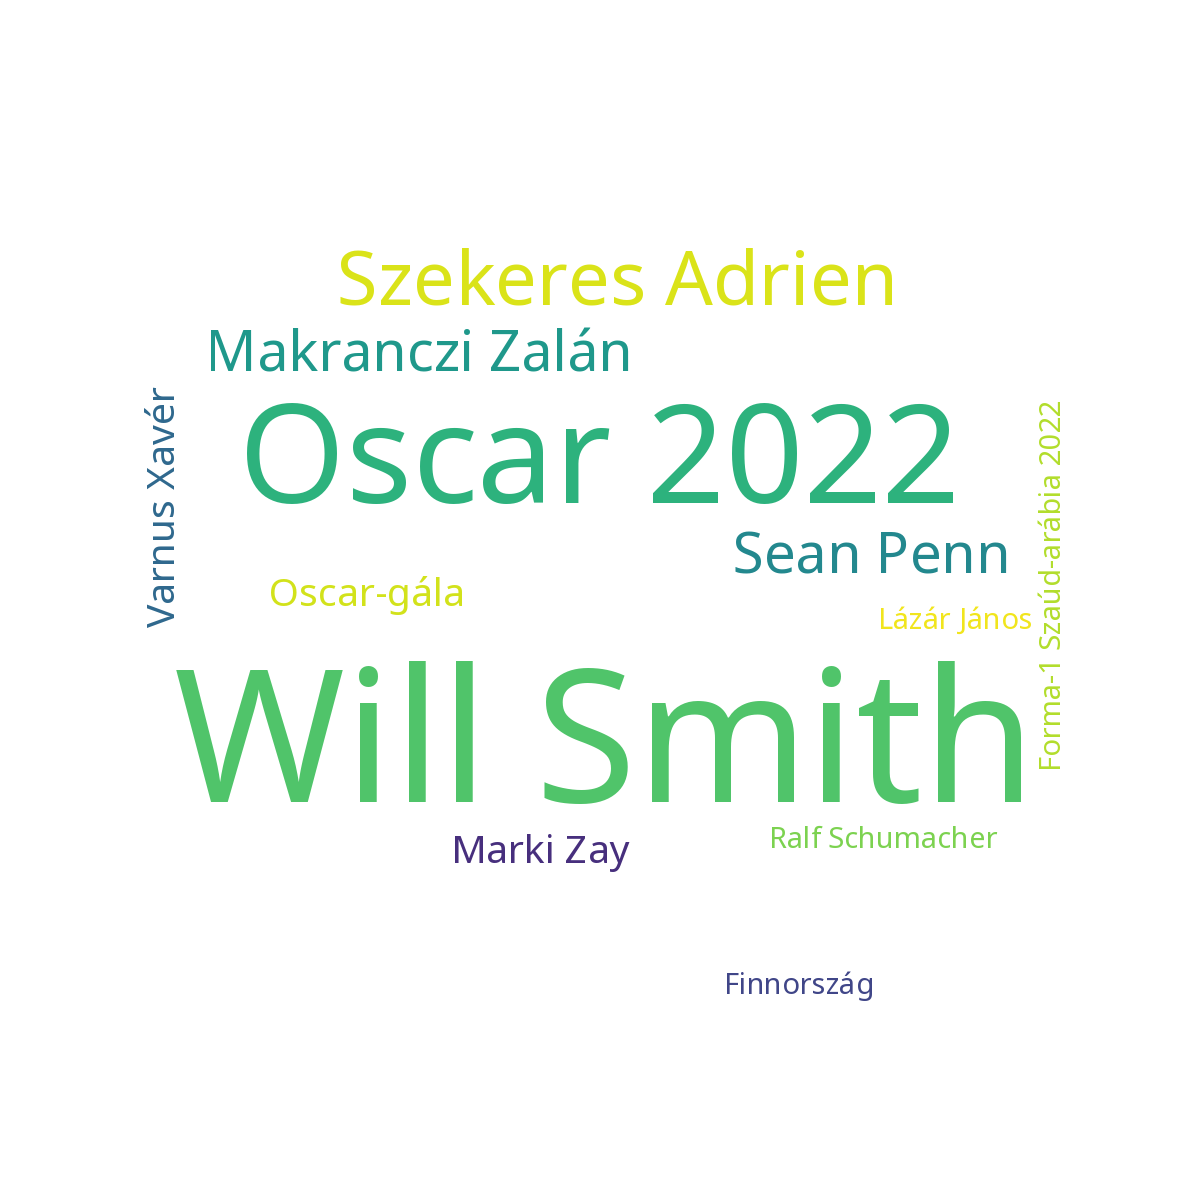 Szekeres Adrien
Makranczi Zalán
Varnus Xavér
Oscar 2022
Forma-1 Szaúd-arábia 2022
Sean Penn
Oscar-gála
Lázár János
Will Smith
Marki Zay
Ralf Schumacher
Finnország